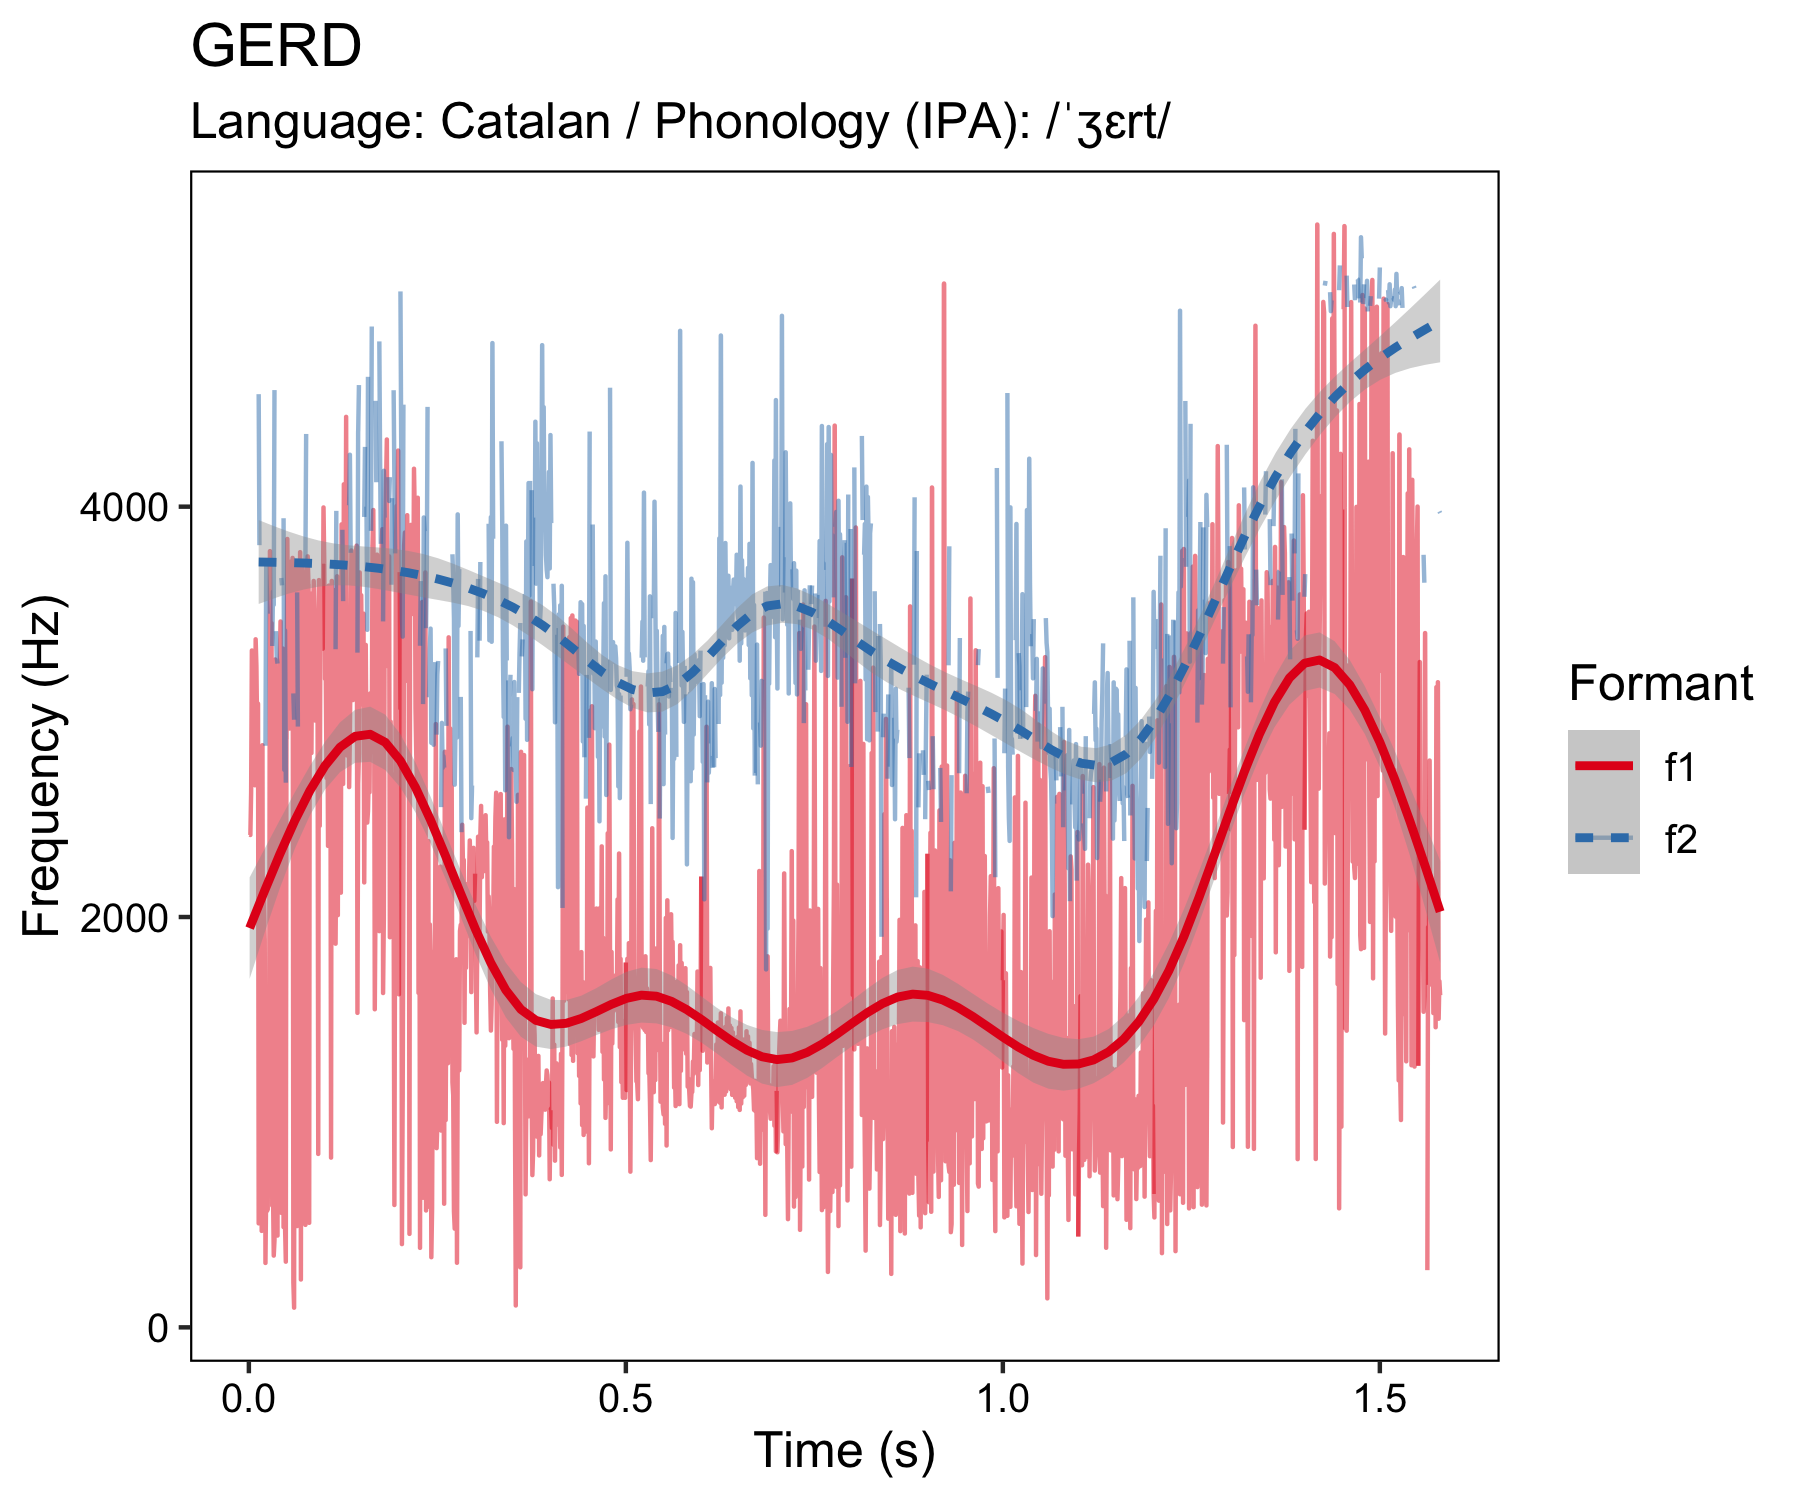 GERD
Language: Catalan / Phonology (IPA): /ˈʒɛrt/
Frequency (Hz)
4000
2000
0
0.0 0.5 1.0 1.5
Time (s)
Formant
f1
f2